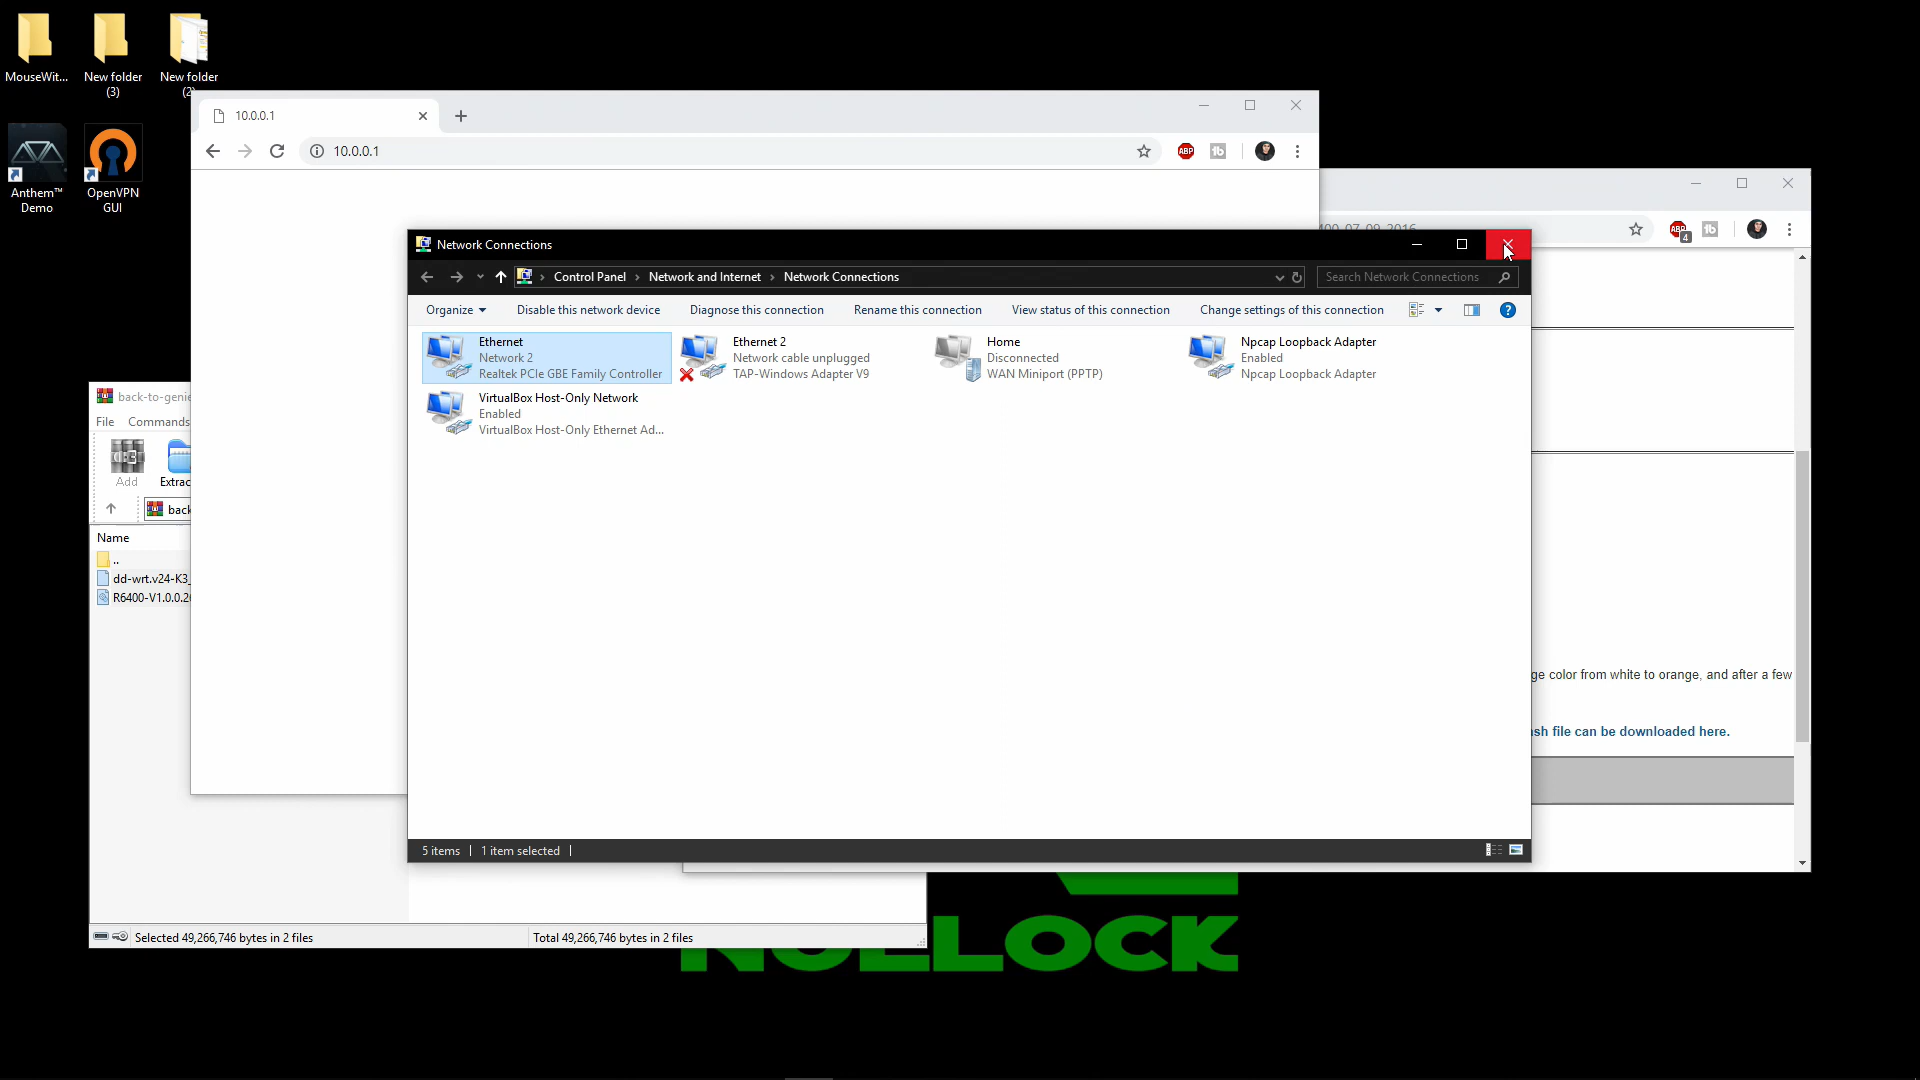 MouseWit...
New folder
(3)
New folder
(2)
Anthem™
Demo
OpenVPN
GUI
10.0.0.1
10.0.0.1
ABP
4
Network Connections
Control Panel
Network and Internet
Network Connections
Search Network Connections
Organize
Disable this network device
Diagnose this connection
Rename this connection
View status of this connection
Change settings of this connection
Ethernet
Network 2
Realtek PCIe GBE Family Controller
Ethernet 2
Network cable unplugged
TAP-Windows Adapter V9
Home
Disconnected
WAN Miniport (PPTP)
Npcap Loopback Adapter
Enabled
Npcap Loopback Adapter
VirtualBox Host-Only Network
Enabled
VirtualBox Host-Only Ethernet Ad...
5 items
1 item selected
back-to-genie
File
Commands
Add
Extrac
back
Name
..
dd-wrt.v24-K3_
R6400-V1.0.0.20
Selected 49,266,746 bytes in 2 files
Total 49,266,746 bytes in 2 files
ge color from white to orange, and after a few
ash file can be downloaded here.
NULLOCK